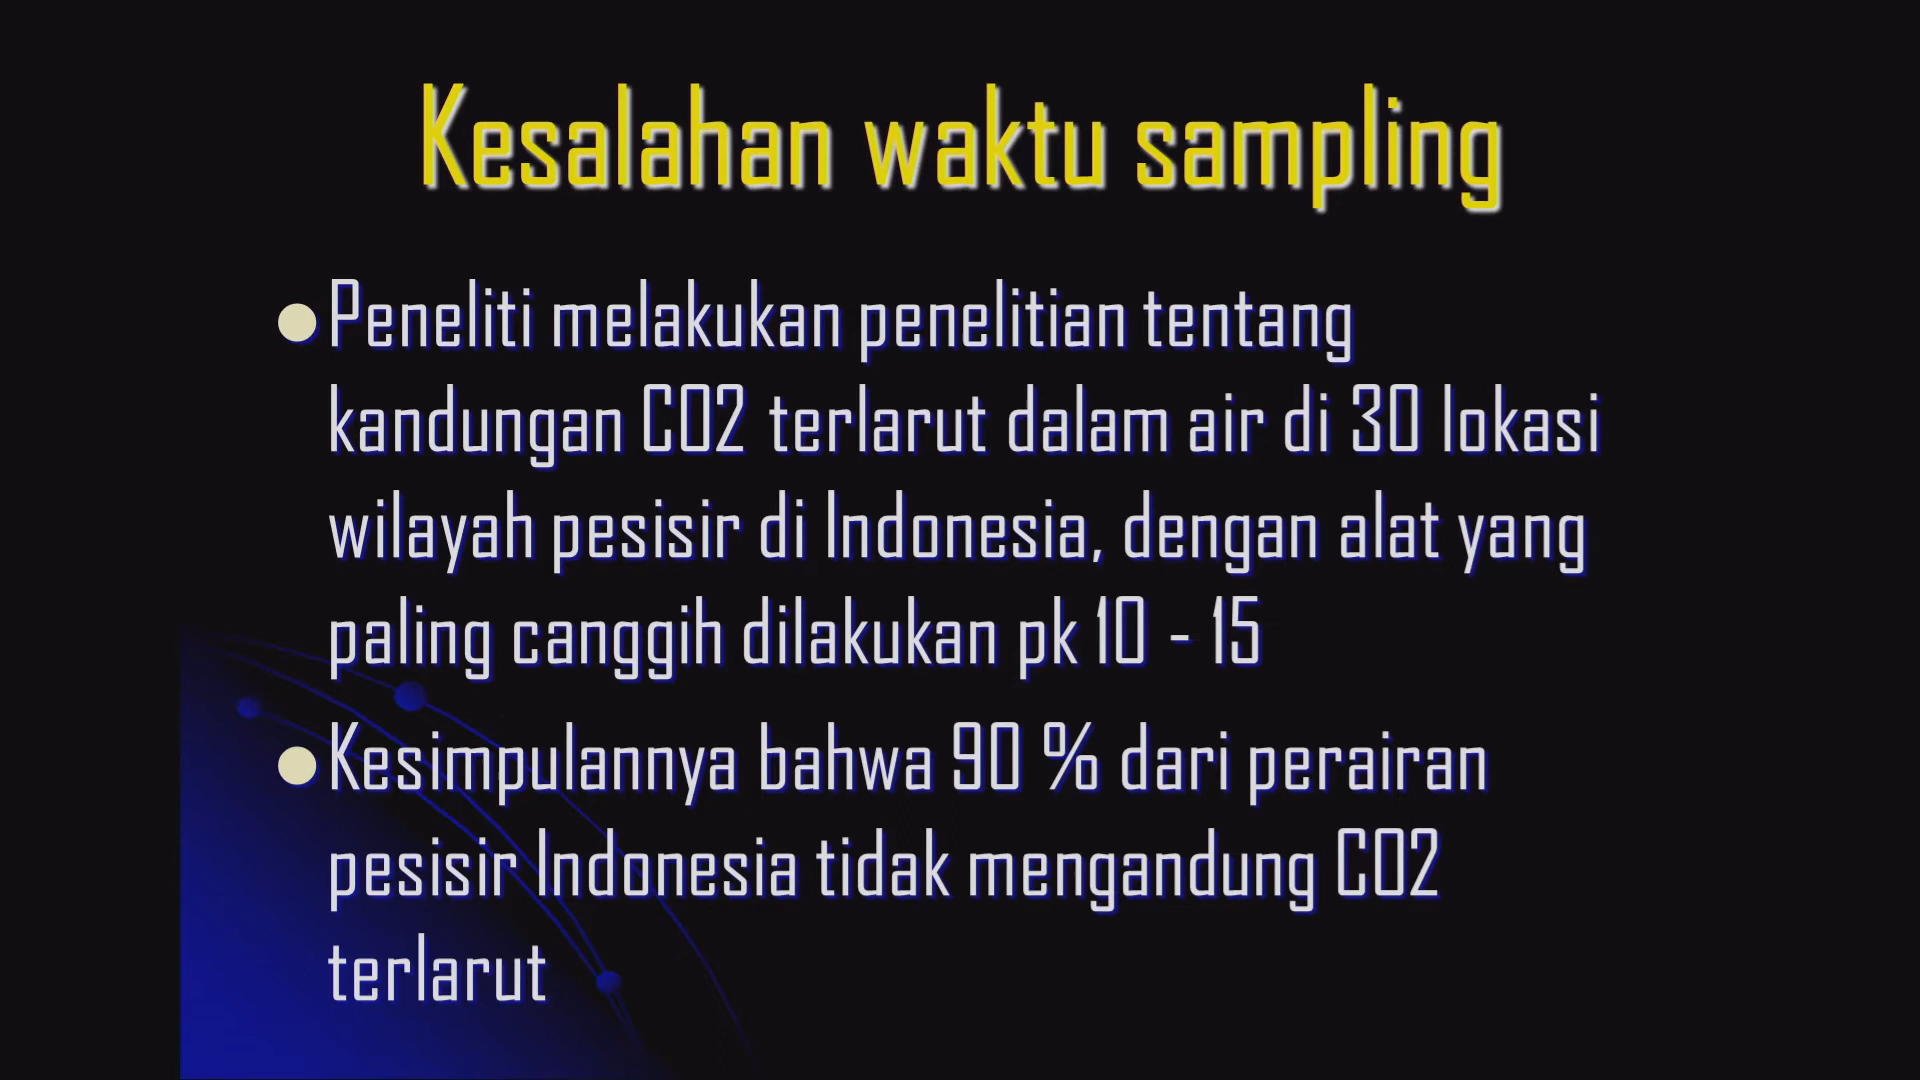 Kesalahan waktu sampling
Peneliti melakukan penelitian tentang
kandungan CO2 terlarut dalam air di 30 lokasi
wilayah pesisir di Indonesia, dengan alat yang
paling canggih dilakukan pk 10 - 15
Kesimpulannya bahwa 90 % dari perairan
pesisir Indonesia tidak mengandung CO2
terlarut